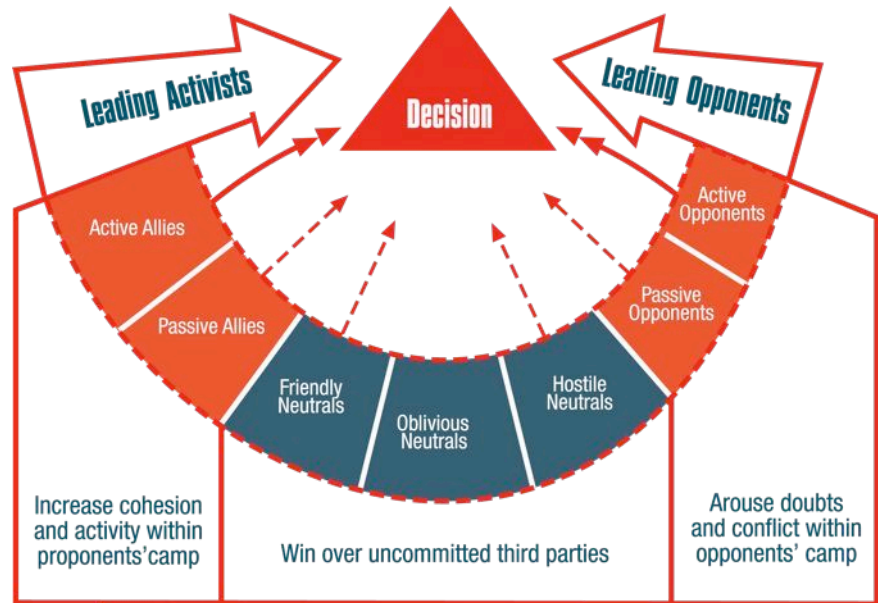 Leading Activists
Decision
Leading Opponents
Active Allies
Active
Opponents
Passive Allies
Passive
Opponents
Friendly
Neutrals
Oblivious
Neutrals
Hostile
Neutrals
Increase cohesion
and activity within
proponents’camp
Win over uncommitted third parties
Arouse doubts
and conflict within
opponents’ camp